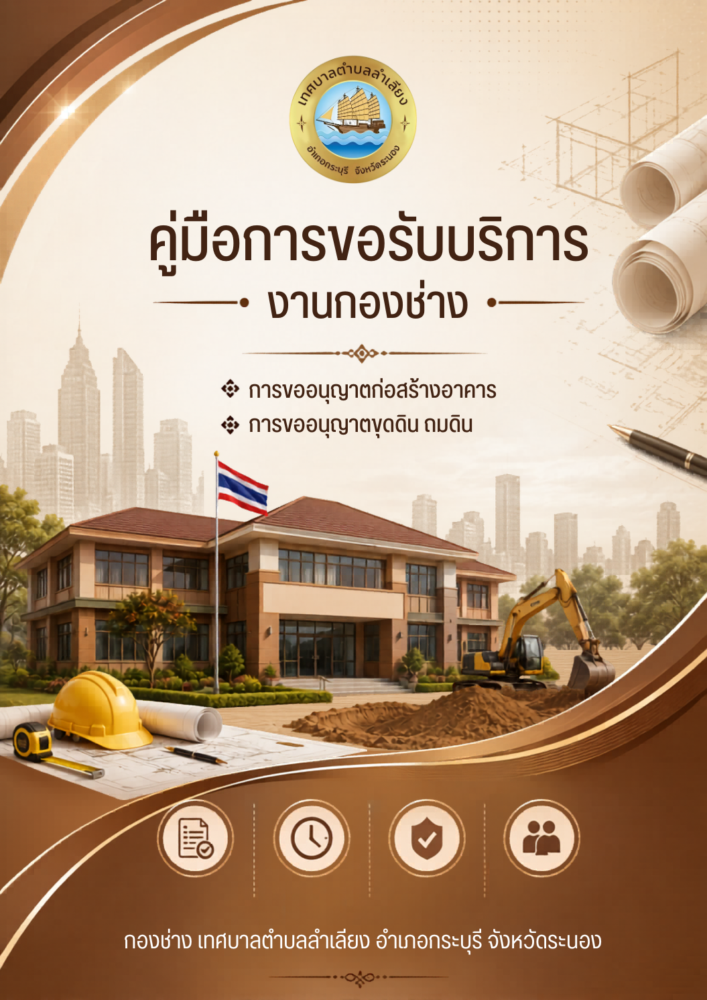 เทศบาลตำบลลำเลียง
อำเภอกระบุรี จังหวัดระนอง
คู่มือการขอรับบริการ
งานกองช่าง
การขออนุญาตก่อสร้างอาคาร
การขออนุญาตขุดดิน ถมดิน
กองช่าง เทศบาลตำบลลำเลียง อำเภอกระบุรี จังหวัดระนอง